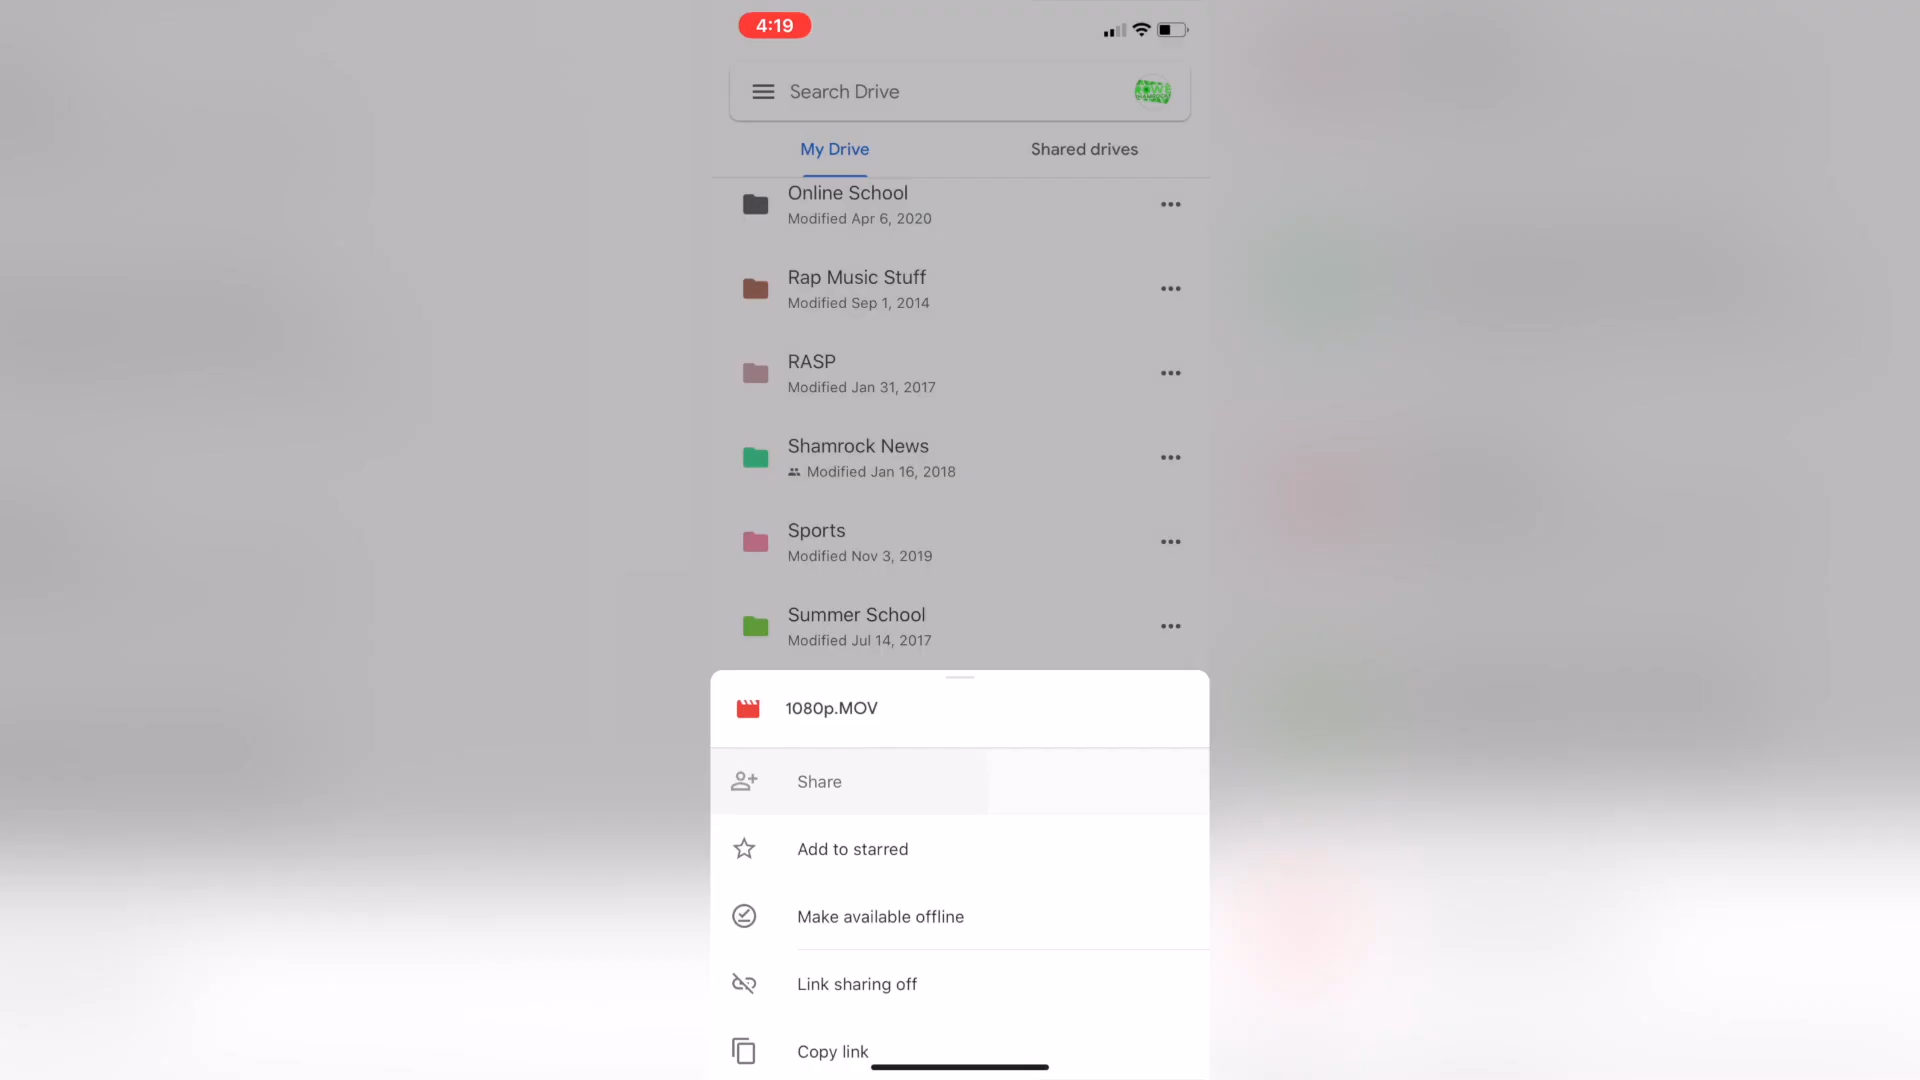 4:19
Search Drive
My Drive
Shared drives
Online School
Modified Apr 6, 2020
Rap Music Stuff
Modified Sep 1, 2014
RASP
Modified Jan 31, 2017
Shamrock News
Modified Jan 16, 2018
Sports
Modified Nov 3, 2019
Summer School
Modified Jul 14, 2017
1080p.MOV
Share
Add to starred
Make available offline
Link sharing off
Copy link